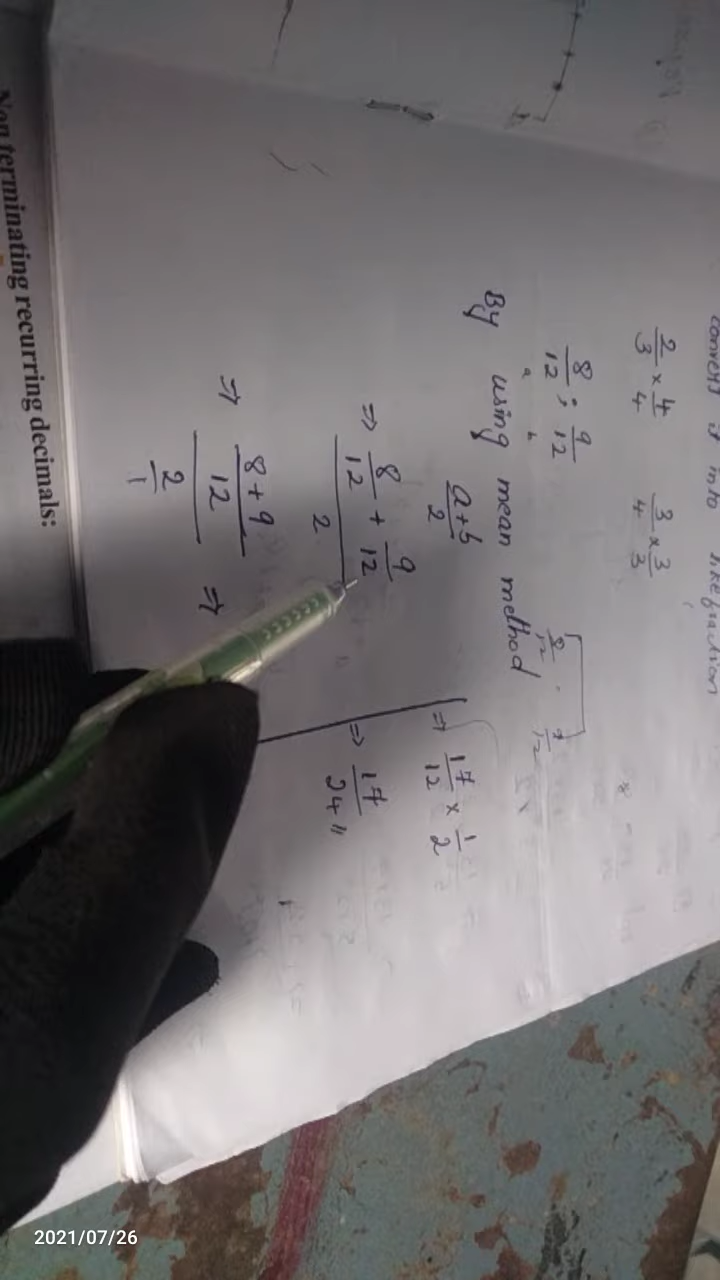 convert it into like fraction
2/3 × 4/4    3/4 × 3/3
8/12 ; 9/12
a b
By using mean method
a+b/2
⇒ 8/12 + 9/12 / 2
⇒ 8+9/12 / 2/1 ⇒
⇒ 17/12 × 1/2
⇒ 17/24 //
Non terminating recurring decimals:
2021/07/26